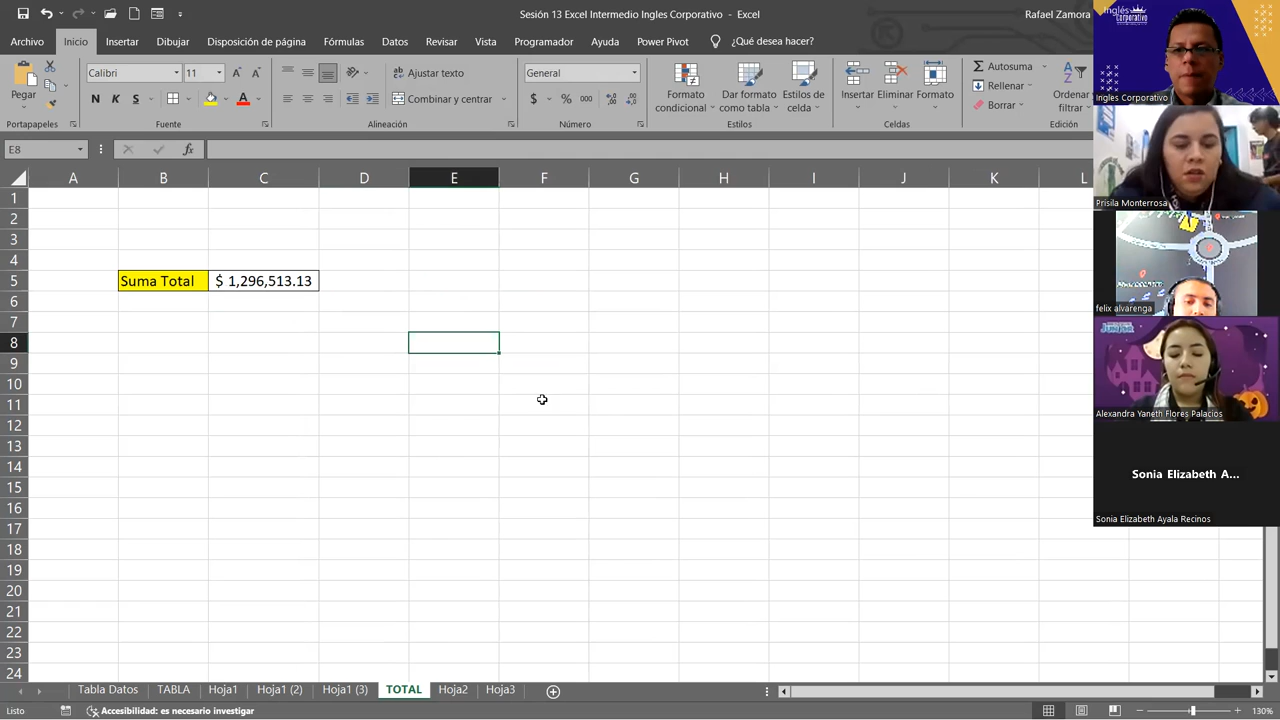 Sesión 13 Excel Intermedio Ingles Corporativo - Excel
Rafael Zamora
Archivo Inicio Insertar Dibujar Disposición de página Fórmulas Datos Revisar Vista Programador Ayuda Power Pivot ¿Qué desea hacer?
Pegar
Calibri 11
N K S
Ajustar texto
Combinar y centrar
General
$ % 000
Formato condicional
Dar formato como tabla
Estilos de celda
Insertar Eliminar Formato
Autosuma
Rellenar
Borrar
Ordenar
filtrar
Portapapeles Fuente Alineación Número Estilos Celdas Edición
E8 fx
A B C D E F G H I J K L
1
2
3
4
5 Suma Total $ 1,296,513.13
6
7
8
9
10
11
12
13
14
15
16
17
18
19
20
21
22
23
24
Tabla Datos TABLA Hoja1 Hoja1 (2) Hoja1 (3) TOTAL Hoja2 Hoja3
Listo Accesibilidad: es necesario investigar 130%
Inglés
Corporativo
Ingles Corporativo
Prisila Monterrosa
felix alvarenga
Alexandra Yaneth Flores Palacios
Sonia Elizabeth A...
Sonia Elizabeth Ayala Recinos